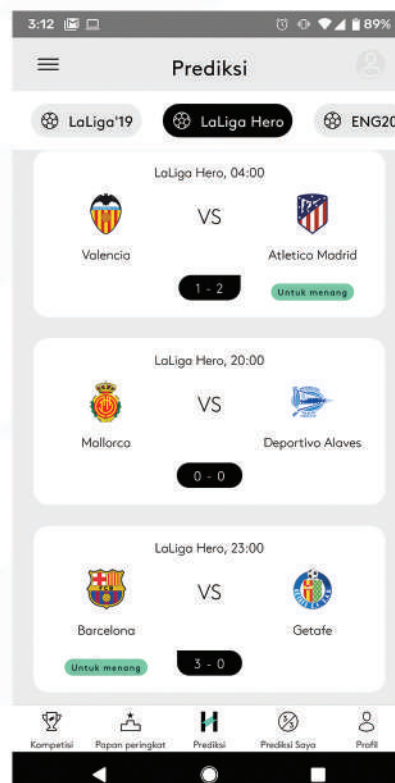 3:12
89%
Prediksi
LaLiga'19
LaLiga Hero
ENG20
LaLiga Hero, 04:00
VS
Valencia
Atletico Madrid
1 - 2
Untuk menang
LaLiga Hero, 20:00
VS
Mallorca
Deportivo Alaves
0 - 0
LaLiga Hero, 23:00
VS
Barcelona
Getafe
Untuk menang
3 - 0
Kompetisi
Papan peringkat
Prediksi
Prediksi Saya
Profil